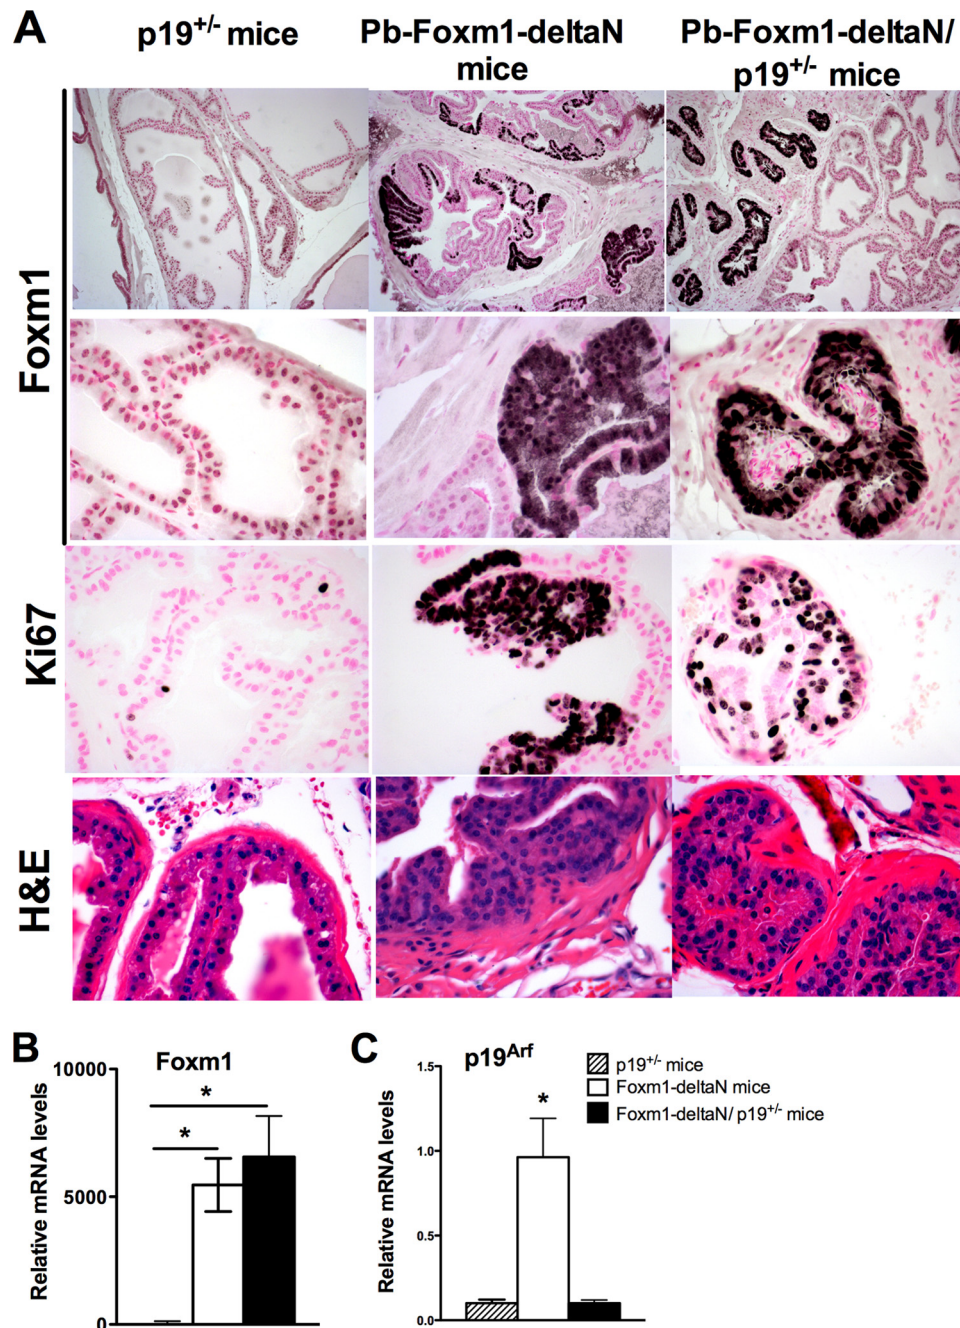 A
p19+/- mice
Pb-Foxm1-deltaN
mice
Pb-Foxm1-deltaN/
p19+/- mice
Foxm1
Ki67
H&E
B
Foxm1
Relative mRNA levels
10000
5000
0
*
*
C
p19Arf
Relative mRNA levels
1.5
1.0
0.5
0.0
*
p19+/- mice
Foxm1-deltaN mice
Foxm1-deltaN/ p19+/- mice